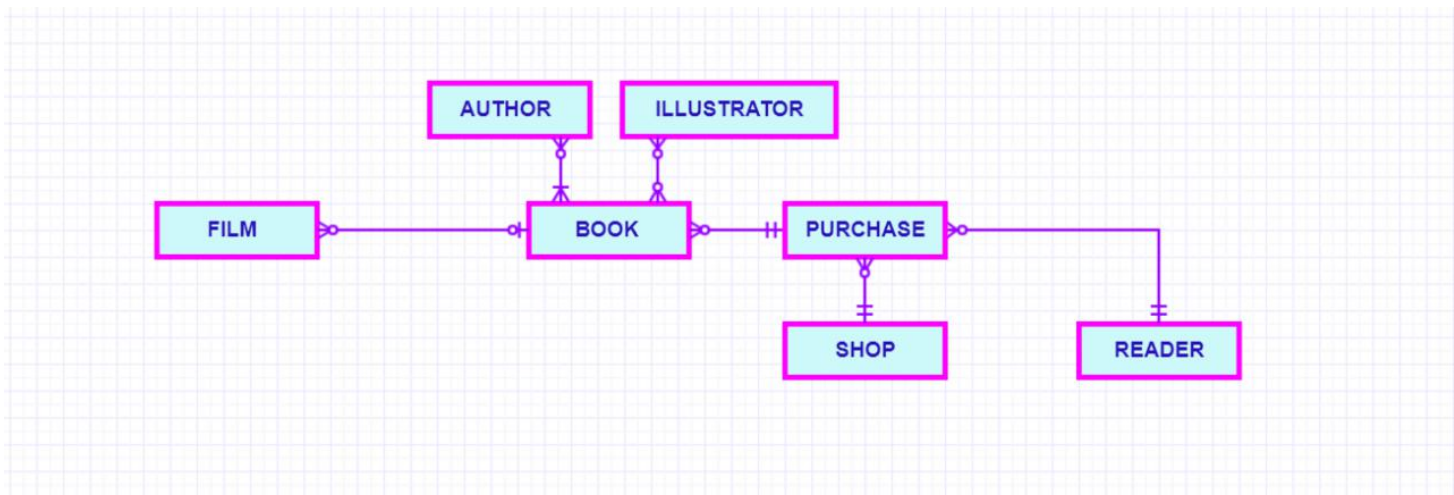 AUTHOR
ILLUSTRATOR
FILM
BOOK
PURCHASE
SHOP
READER